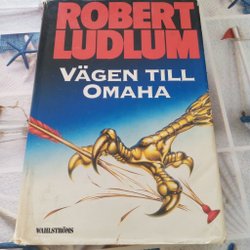 ROBERT
LUDLUM
VÄGEN TILL
OMAHA
WAHLSTRÖMS